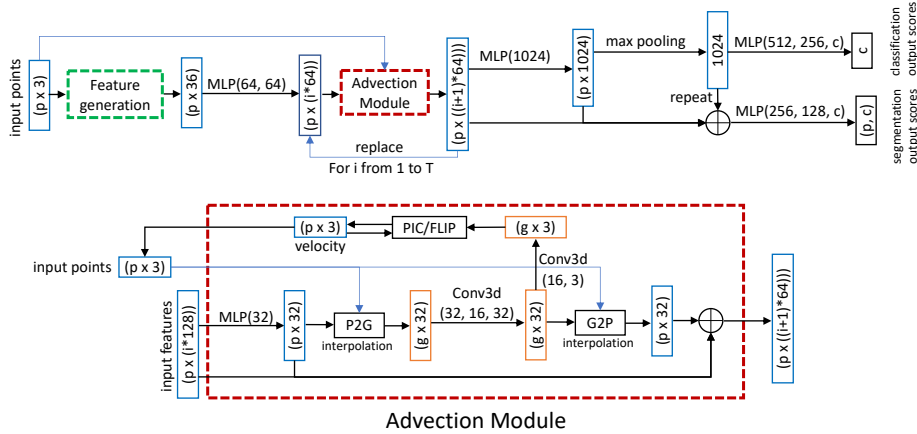 input points
(p x 3)
Feature
generation
(p x 36)
MLP(64, 64)
(p x (i*64))
Advection
Module
(p x ((i+1)*64)))
MLP(1024)
(p x 1024)
max pooling
1024
MLP(512, 256, c)
c
classification
output scores
repeat
MLP(256, 128, c)
(p, c)
segmentation
output scores
replace
For i from 1 to T
(p x 3)
velocity
PIC/FLIP
(g x 3)
input points
(p x 3)
Conv3d
(16, 3)
input features
(p x (i*128))
MLP(32)
(p x 32)
P2G
interpolation
(g x 32)
Conv3d
(32, 16, 32)
(g x 32)
G2P
interpolation
(p x 32)
(p x ((i+1)*64)))
Advection Module